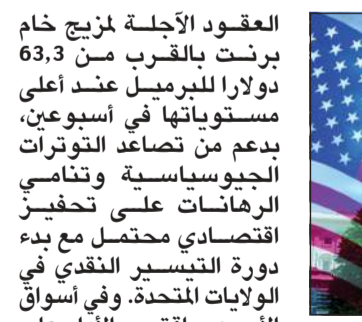 العقود الآجلة لمزيج خام
برنت بالقرب من 63,3
دولارا للبرميل عند أعلى
مستوياتها في أسبوعين،
بدعم من تصاعد التوترات
الجيوسياسية وتنامي
الرهانات على تحفيز
اقتصادي محتمل مع بدء
دورة التيسير النقدي في
الولايات المتحدة. وفي أسواق